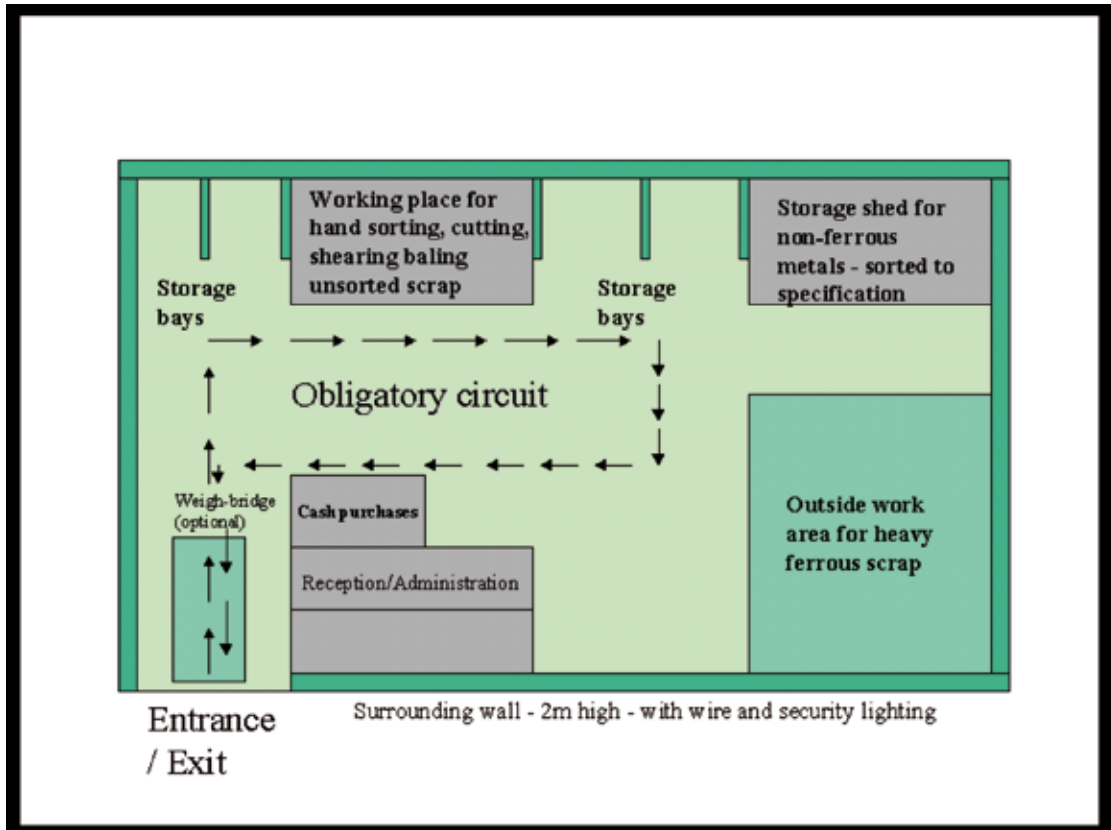 Working place for
hand sorting, cutting,
shearing baling
unsorted scrap
Storage shed for
non-ferrous
metals - sorted to
specification
Storage
bays
Storage
bays
Obligatory circuit
Weigh-bridge
(optional)
Cash purchases
Reception/Administration
Outside work
area for heavy
ferrous scrap
Entrance
/ Exit
Surrounding wall - 2m high - with wire and security lighting